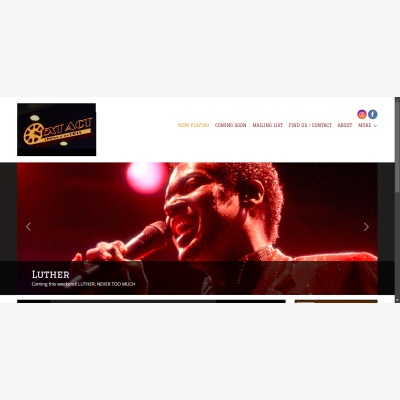 NEXT ACT
NOW PLAYING
COMING SOON
MAILING LIST
FIND US / CONTACT
ABOUT
MORE
LUTHER
Coming this weekend! LUTHER: NEVER TOO MUCH